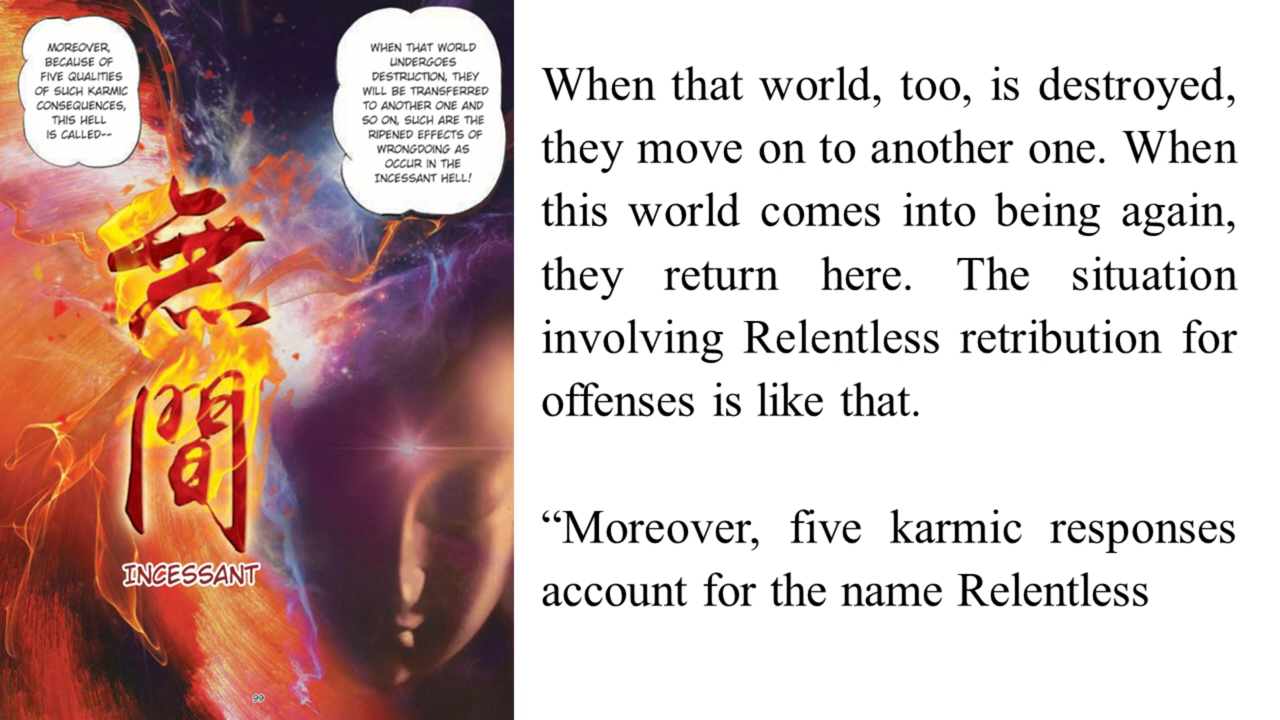 WHEN THAT WORLD
UNDERGOES
DESTRUCTION, THEY
WILL BE TRANSFERRED
TO ANOTHER ONE AND
SO ON, SUCH ARE THE
RIPENED EFFECTS OF
WRONGDOING AS
OCCUR IN THE
INCESSANT HELL!
MOREOVER,
BECAUSE OF
FIVE QUALITIES
OF SUCH KARMIC
CONSEQUENCES,
THIS HELL
IS CALLED--
無
間
INCESSANT
99
When that world, too, is destroyed,
they move on to another one. When
this world comes into being again,
they return here. The situation
involving Relentless retribution for
offenses is like that.
“Moreover, five karmic responses
account for the name Relentless